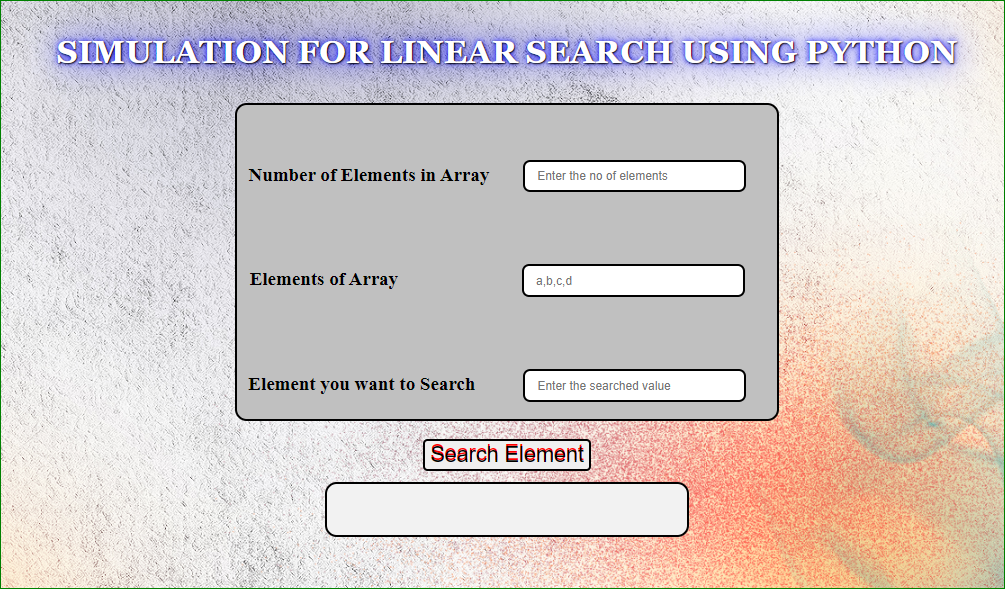 SIMULATION FOR LINEAR SEARCH USING PYTHON
Number of Elements in Array
Enter the no of elements
Elements of Array
a,b,c,d
Element you want to Search
Enter the searched value
Search Element